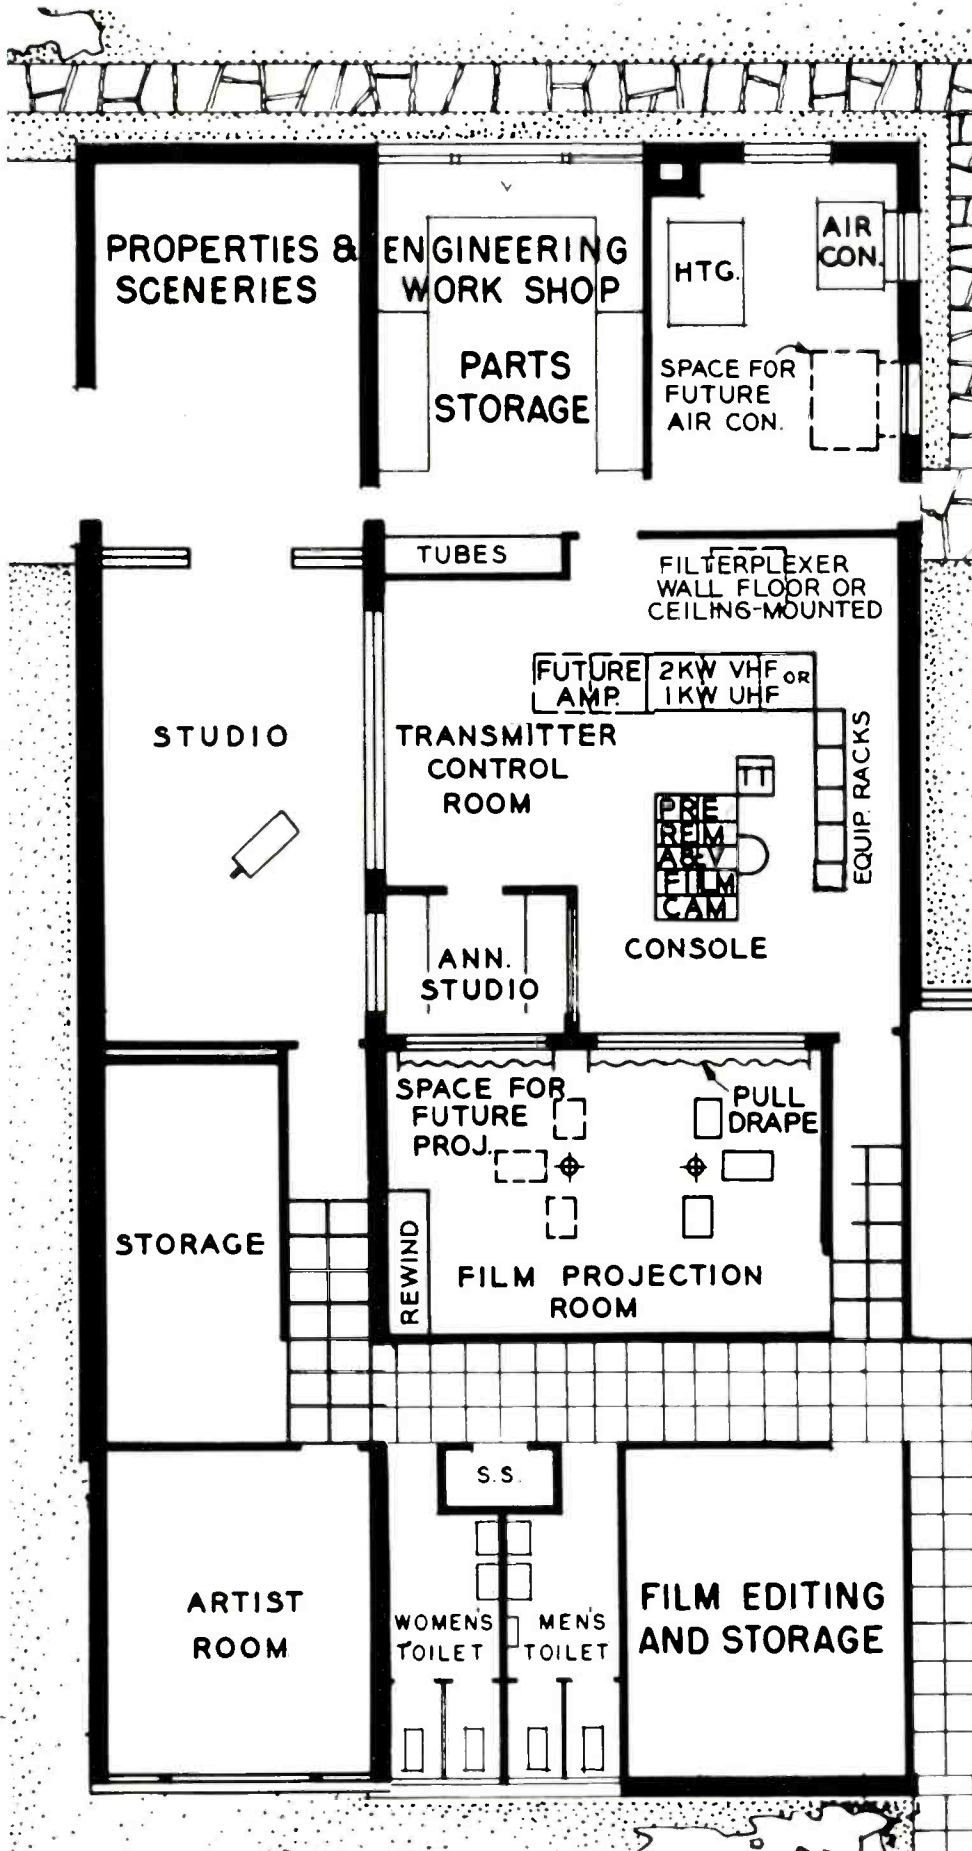 PROPERTIES &
SCENERIES
ENGINEERING
WORK SHOP
PARTS
STORAGE
HTG.
AIR
CON.
SPACE FOR
FUTURE
AIR CON.
TUBES
FILTERPLEXER
WALL FLOOR OR
CEILING-MOUNTED
FUTURE
AMP.
2KW VHF OR
1KW UHF
STUDIO
TRANSMITTER
CONTROL
ROOM
EQUIP. RACKS
TT
PRE
REM
A&V
FILM
CAM
CONSOLE
ANN.
STUDIO
SPACE FOR
FUTURE
PROJ.
PULL
DRAPE
STORAGE
REWIND
FILM PROJECTION
ROOM
S.S.
ARTIST
ROOM
WOMEN'S
TOILET
MEN'S
TOILET
FILM EDITING
AND STORAGE